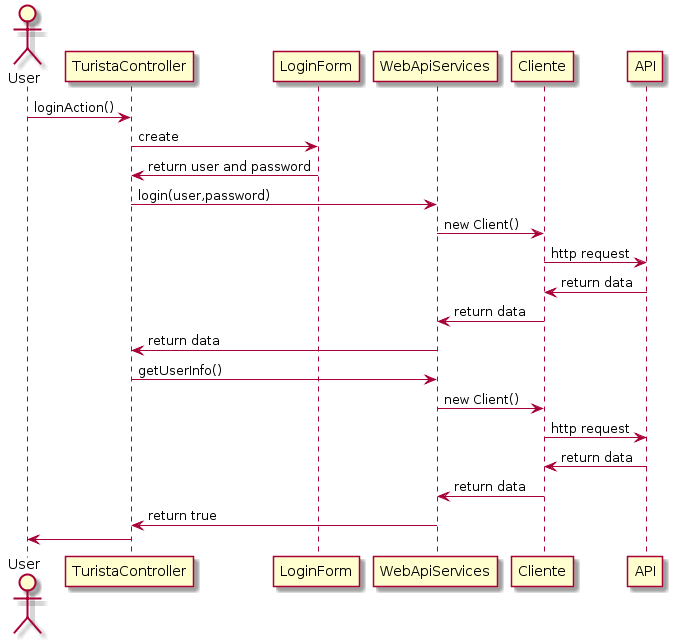 User
TuristaController
LoginForm
WebApiServices
Cliente
API
loginAction()
create
return user and password
login(user,password)
new Client()
http request
return data
return data
return data
getUserInfo()
new Client()
http request
return data
return data
return true
User
TuristaController
LoginForm
WebApiServices
Cliente
API